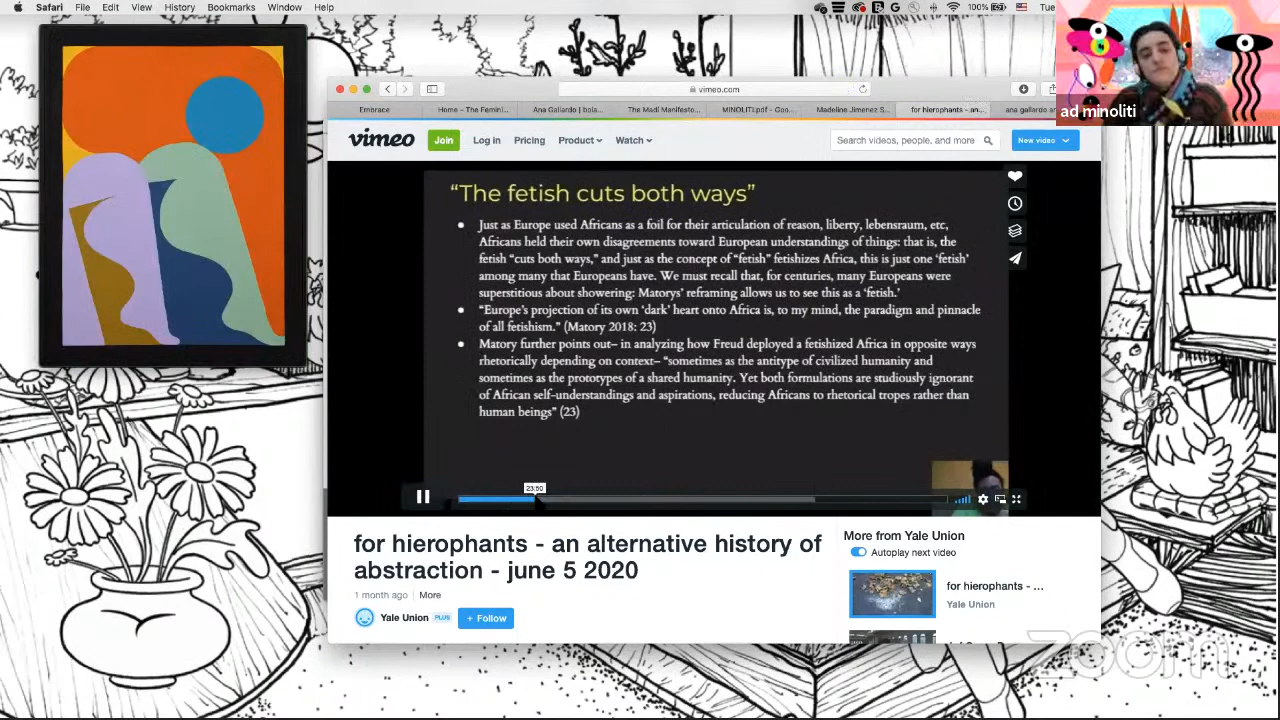 Safari File Edit View History Bookmarks Window Help
100% Tue
ad minoliti
vimeo.com
Embrace Home – The Femini... Ana Gallardo | bola... The Madí Manifesto... MINOLITI.pdf - Goo... Madeline Jimenez S... for hierophants - an... ana gallardo ar
vimeo Join Log in Pricing Product Watch Search videos, people, and more New video
“The fetish cuts both ways”
● Just as Europe used Africans as a foil for their articulation of reason, liberty, lebensraum, etc,
Africans held their own disagreements toward European understandings of things: that is, the
fetish “cuts both ways,” and just as the concept of “fetish” fetishizes Africa, this is just one ‘fetish’
among many that Europeans have. We must recall that, for centuries, many Europeans were
superstitious about showering: Matorys’ reframing allows us to see this as a ‘fetish.’
● “Europe’s projection of its own ‘dark’ heart onto Africa is, to my mind, the paradigm and pinnacle
of all fetishism.” (Matory 2018: 23)
● Matory further points out– in analyzing how Freud deployed a fetishized Africa in opposite ways
rhetorically depending on context– “sometimes as the antitype of civilized humanity and
sometimes as the prototypes of a shared humanity. Yet both formulations are studiously ignorant
of African self-understandings and aspirations, reducing Africans to rhetorical tropes rather than
human beings” (23)
23:50
for hierophants - an alternative history of
abstraction - june 5 2020
1 month ago More
Yale Union PLUS + Follow
More from Yale Union
Autoplay next video
for hierophants - ...
Yale Union
zoom